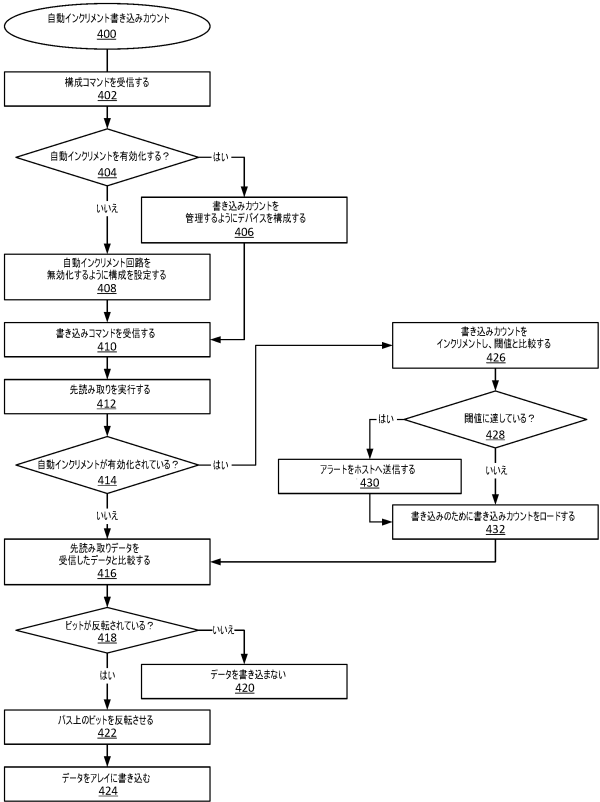 自動インクリメント書き込みカウント
400
構成コマンドを受信する
402
自動インクリメントを有効化する？
404
はい
いいえ
書き込みカウントを
管理するようにデバイスを構成する
406
自動インクリメント回路を
無効化するように構成を設定する
408
書き込みコマンドを受信する
410
先読み取りを実行する
412
自動インクリメントが有効化されている？
414
はい
いいえ
書き込みカウントを
インクリメントし、閾値と比較する
426
閾値に達している？
428
はい
いいえ
アラートをホストへ送信する
430
書き込みのために書き込みカウントをロードする
432
先読み取りデータを
受信したデータと比較する
416
ビットが反転されている？
418
いいえ
はい
データを書き込まない
420
バス上のビットを反転させる
422
データをアレイに書き込む
424